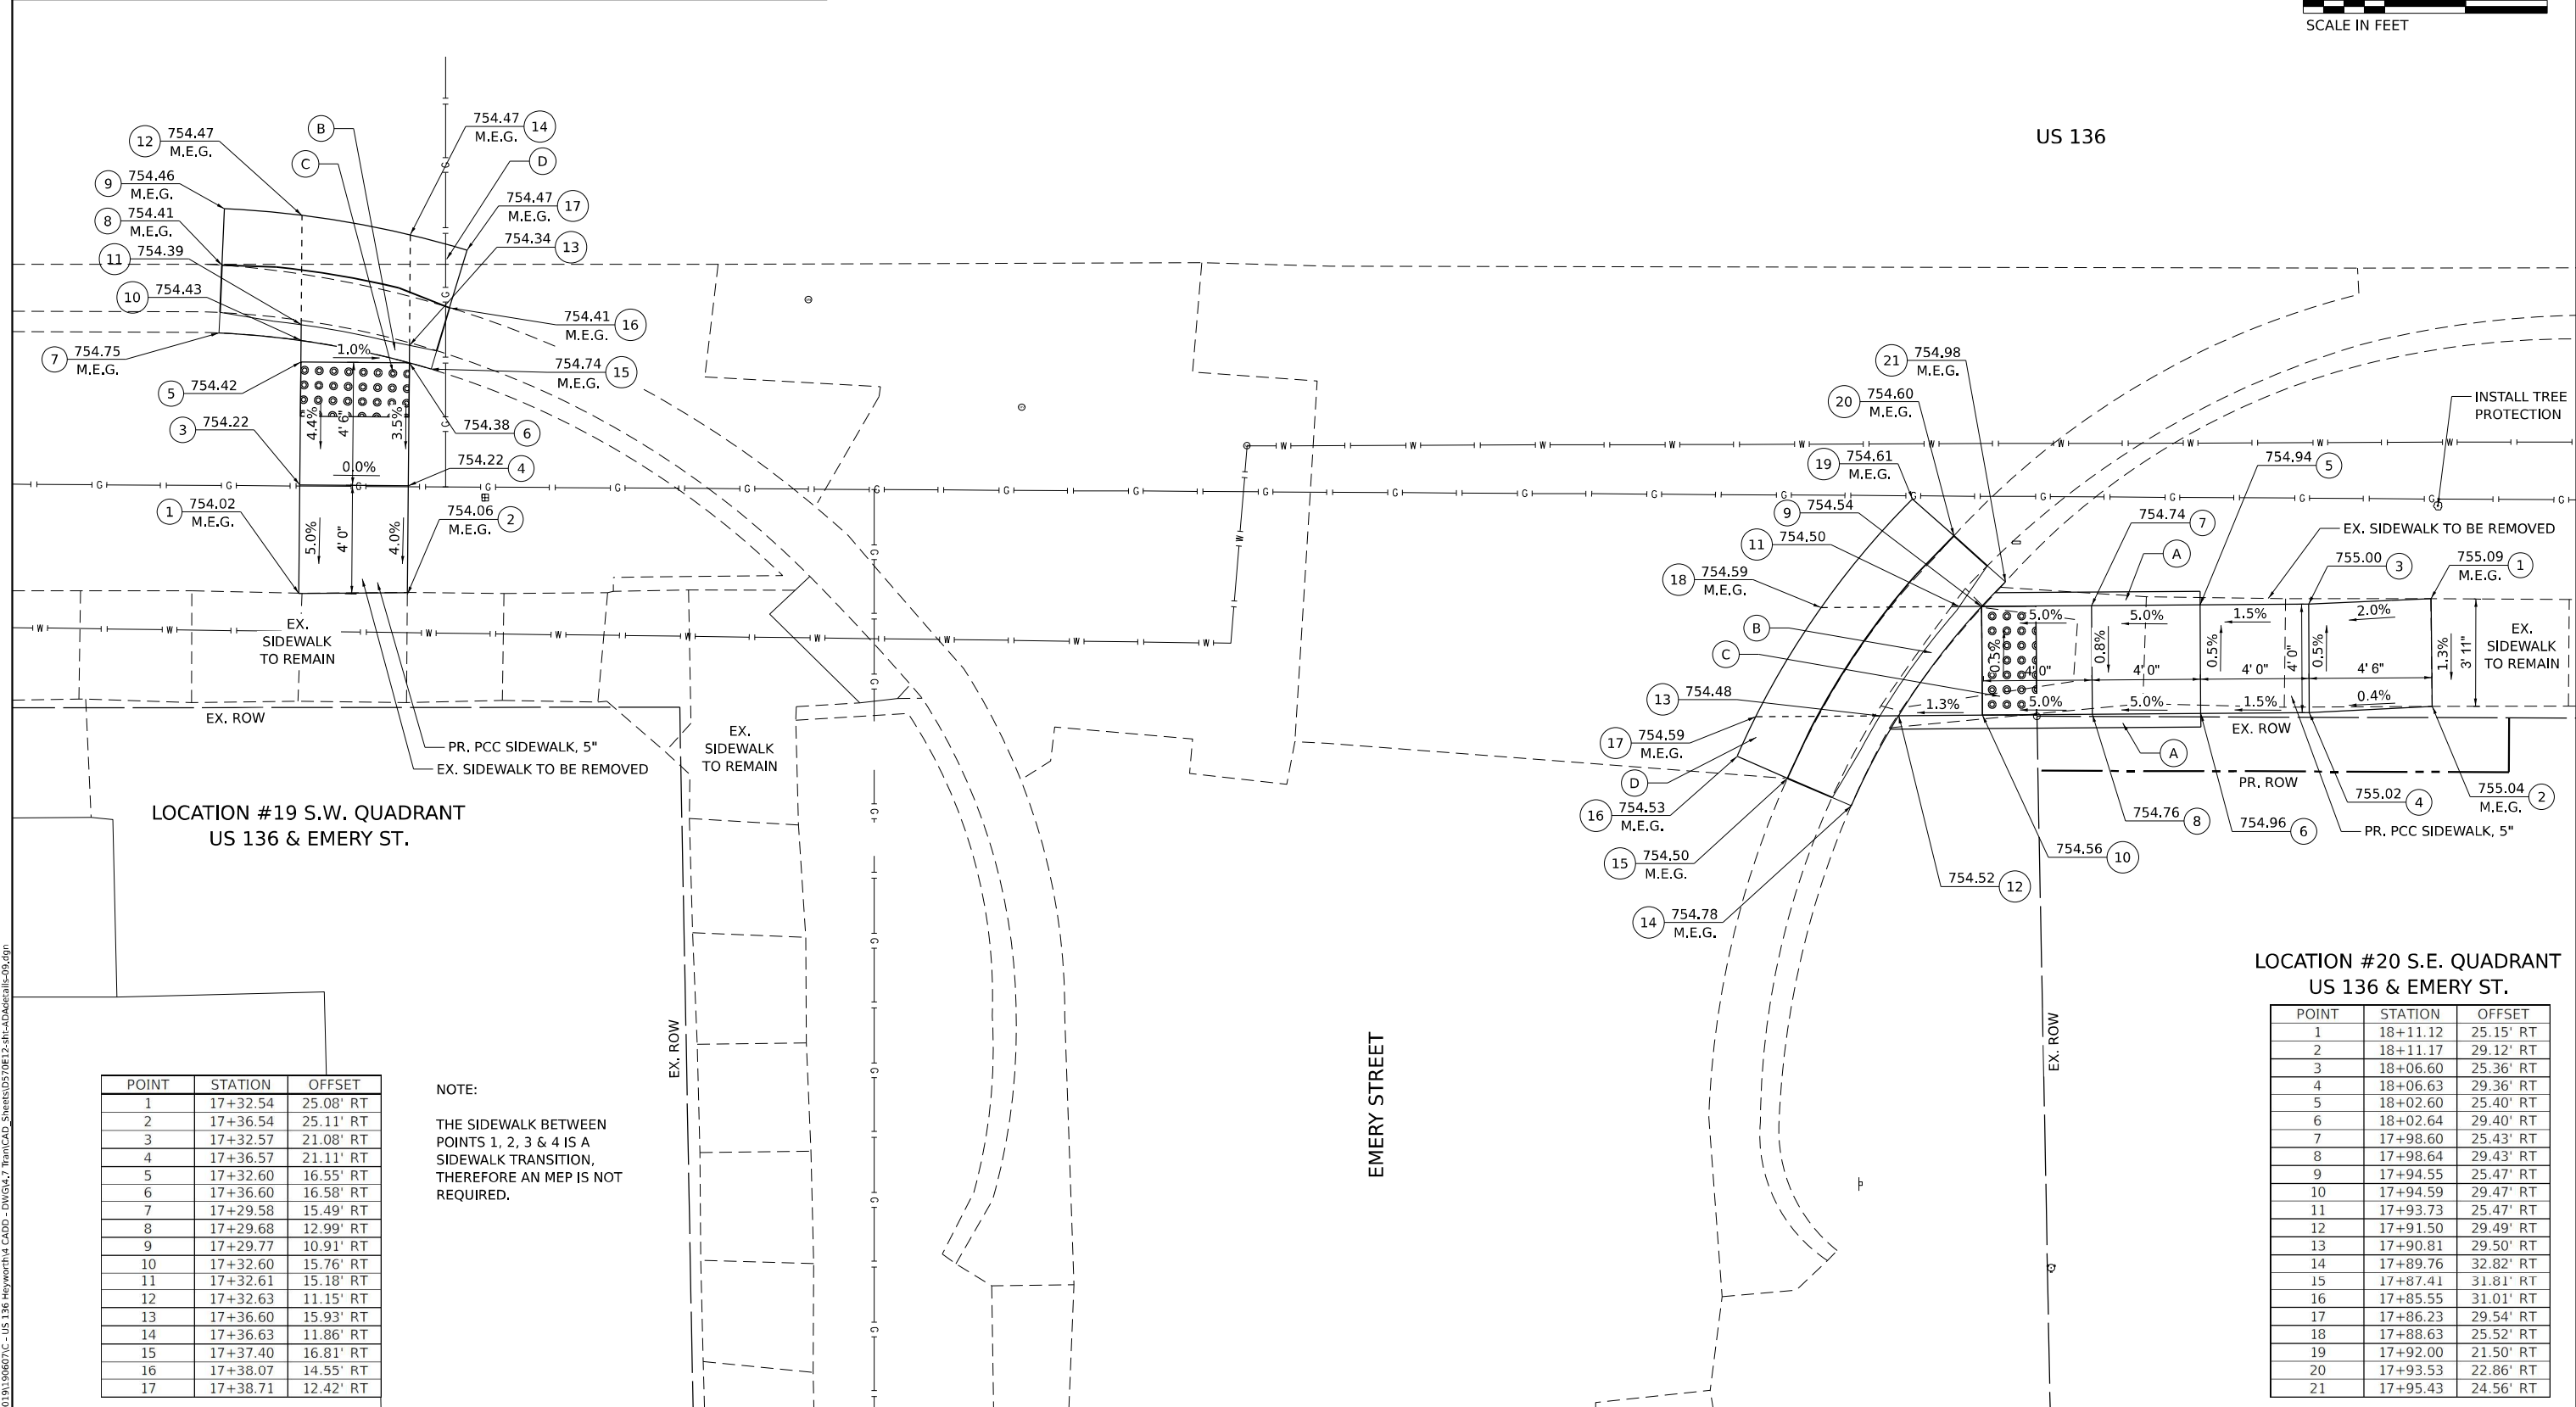 SCALE IN FEET
US 136
12 754.47 M.E.G.
B
C
754.47 M.E.G. 14
D
9 754.46 M.E.G.
754.47 M.E.G. 17
8 754.41 M.E.G.
754.34 13
11 754.39
10 754.43
754.41 M.E.G. 16
7 754.75 M.E.G.
1.0%
754.74 M.E.G. 15
5 754.42
4.4%
4' 6"
3.5%
3 754.22
754.38 6
0.0%
754.22 4
1 754.02 M.E.G.
754.06 M.E.G. 2
5.0%
4' 0"
4.0%
EX.
SIDEWALK
TO REMAIN
EX. ROW
PR. PCC SIDEWALK, 5"
EX. SIDEWALK TO BE REMOVED
EX.
SIDEWALK
TO REMAIN
LOCATION #19 S.W. QUADRANT
US 136 & EMERY ST.
EX. ROW
POINT STATION OFFSET
1 17+32.54 25.08' RT
2 17+36.54 25.11' RT
3 17+32.57 21.08' RT
4 17+36.57 21.11' RT
5 17+32.60 16.55' RT
6 17+36.60 16.58' RT
7 17+29.58 15.49' RT
8 17+29.68 12.99' RT
9 17+29.77 10.91' RT
10 17+32.60 15.76' RT
11 17+32.61 15.18' RT
12 17+32.63 11.15' RT
13 17+36.60 15.93' RT
14 17+36.63 11.86' RT
15 17+37.40 16.81' RT
16 17+38.07 14.55' RT
17 17+38.71 12.42' RT
NOTE:
THE SIDEWALK BETWEEN
POINTS 1, 2, 3 & 4 IS A
SIDEWALK TRANSITION,
THEREFORE AN MEP IS NOT
REQUIRED.
EMERY STREET
21 754.98 M.E.G.
20 754.60 M.E.G.
INSTALL TREE
PROTECTION
19 754.61 M.E.G.
754.94 5
9 754.54
754.74 7
EX. SIDEWALK TO BE REMOVED
11 754.50
A
755.00 3
755.09 M.E.G. 1
18 754.59 M.E.G.
5.0%
5.0%
1.5%
2.0%
B
C
0.5%
0.8%
0.5%
4' 0"
0.5%
1.3%
3' 11"
EX.
SIDEWALK
TO REMAIN
4' 0"
4' 0"
4' 0"
4' 6"
13 754.48
1.3%
5.0%
5.0%
1.5%
0.4%
EX. ROW
17 754.59 M.E.G.
A
D
PR. ROW
16 754.53 M.E.G.
754.76 8
754.96 6
755.02 4
755.04 M.E.G. 2
PR. PCC SIDEWALK, 5"
15 754.50 M.E.G.
754.56 10
754.52 12
14 754.78 M.E.G.
EX. ROW
LOCATION #20 S.E. QUADRANT
US 136 & EMERY ST.
POINT STATION OFFSET
1 18+11.12 25.15' RT
2 18+11.17 29.12' RT
3 18+06.60 25.36' RT
4 18+06.63 29.36' RT
5 18+02.60 25.40' RT
6 18+02.64 29.40' RT
7 17+98.60 25.43' RT
8 17+98.64 29.43' RT
9 17+94.55 25.47' RT
10 17+94.59 29.47' RT
11 17+93.73 25.47' RT
12 17+91.50 29.49' RT
13 17+90.81 29.50' RT
14 17+89.76 32.82' RT
15 17+87.41 31.81' RT
16 17+85.55 31.01' RT
17 17+86.23 29.54' RT
18 17+88.63 25.52' RT
19 17+92.00 21.50' RT
20 17+93.53 22.86' RT
21 17+95.43 24.56' RT